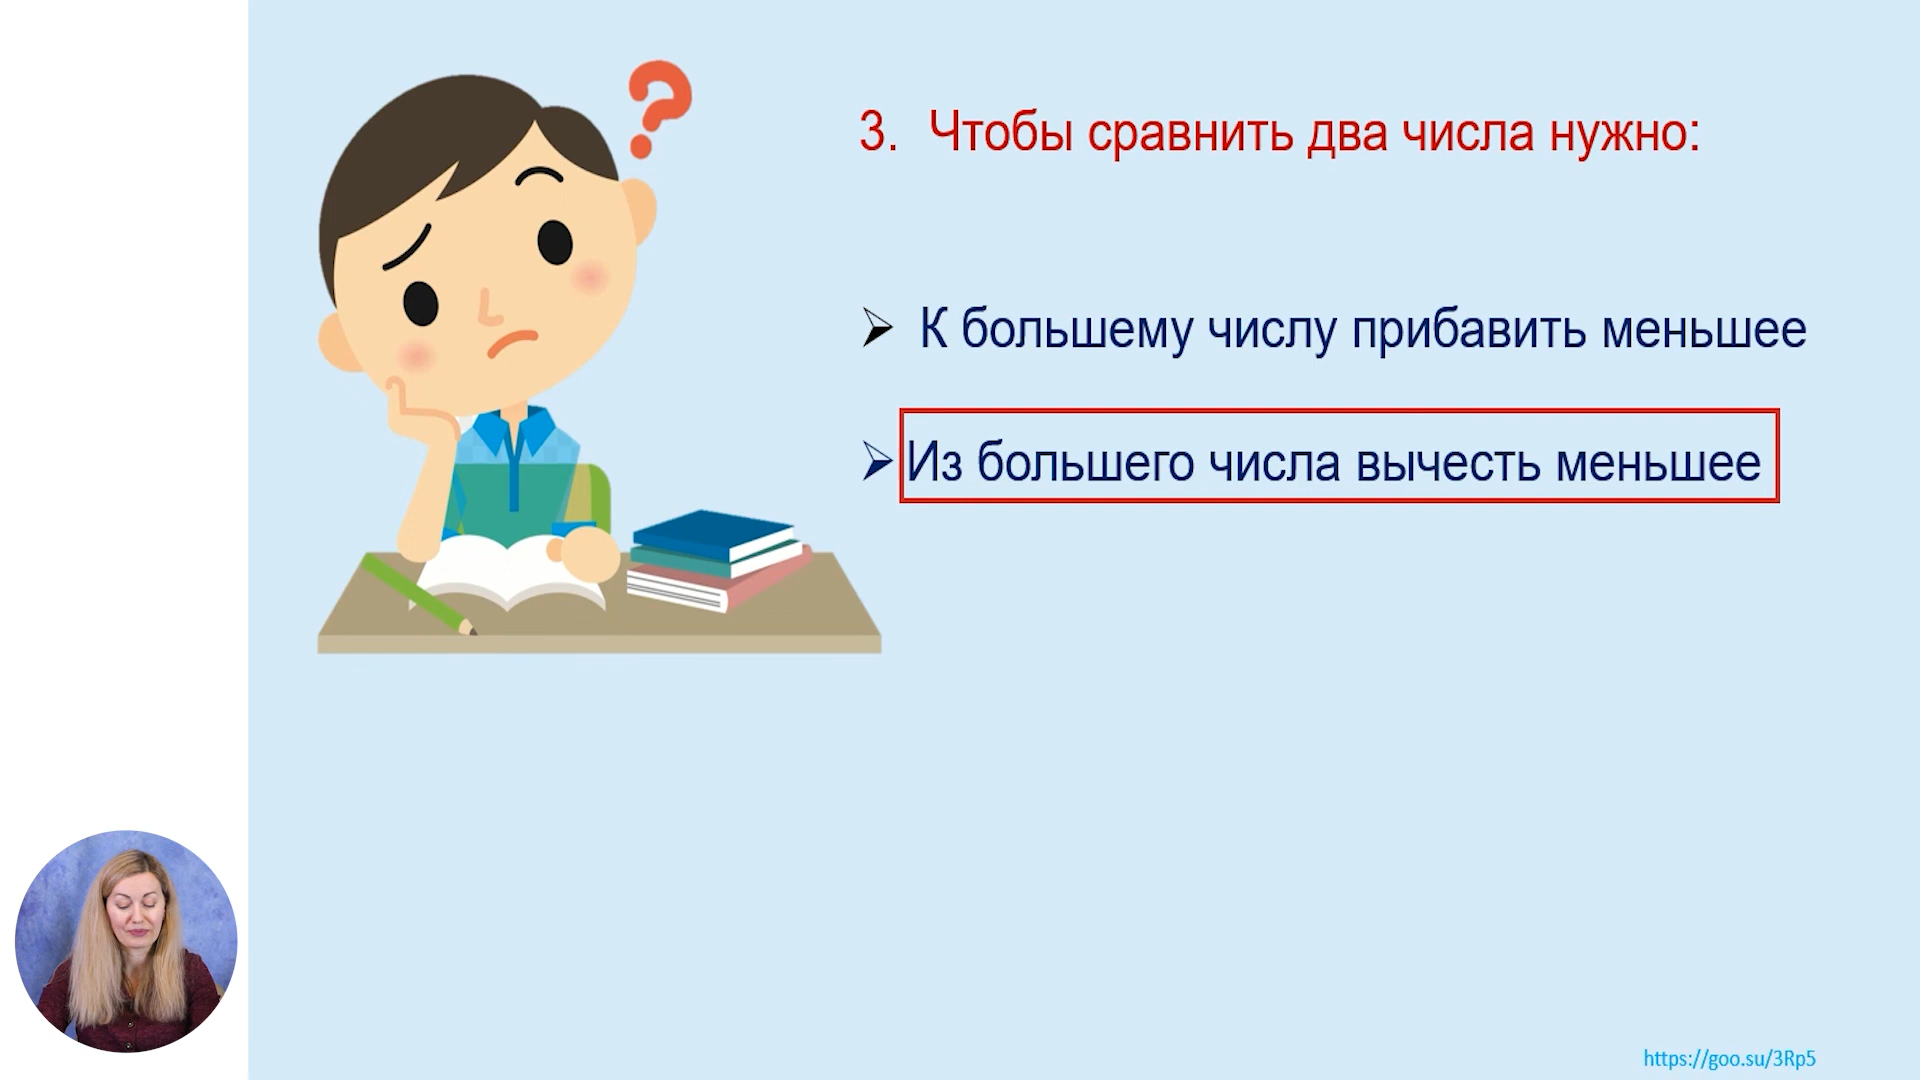 3. Чтобы сравнить два числа нужно:
К большему числу прибавить меньшее
Из большего числа вычесть меньшее
https://goo.su/3Rp5